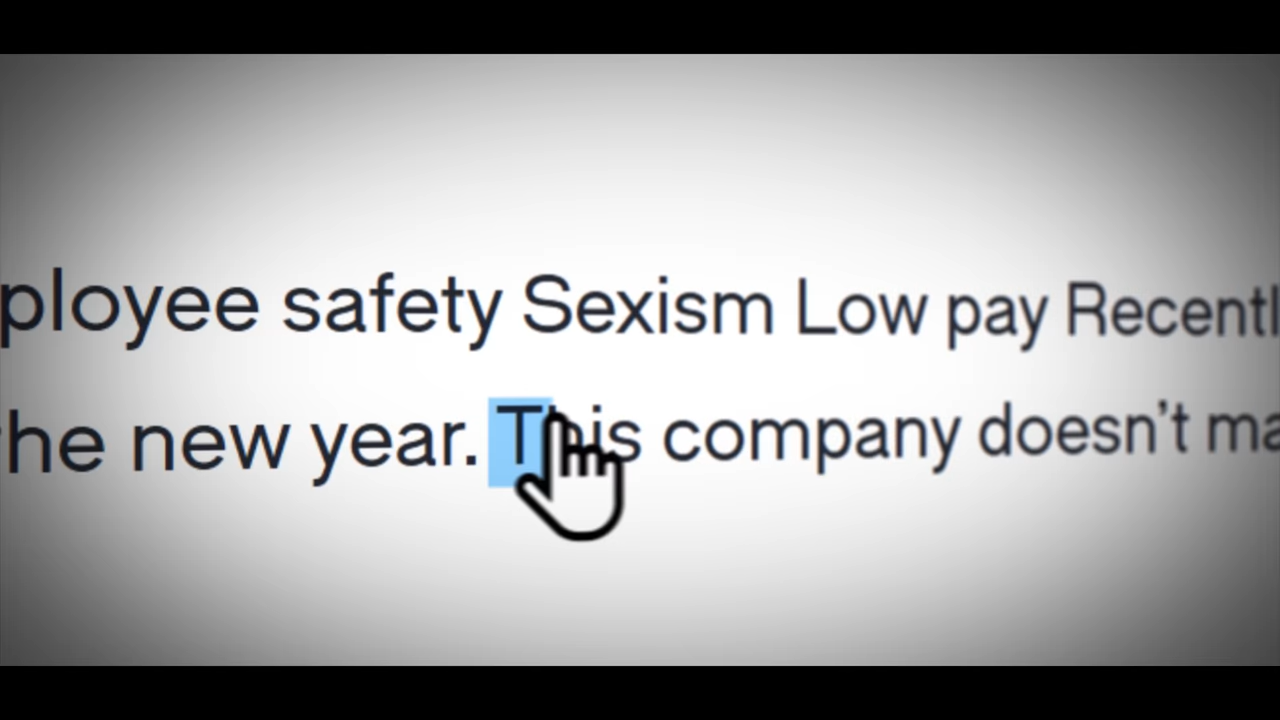 ployee safety Sexism Low pay Recentl
he new year. This company doesn’t ma